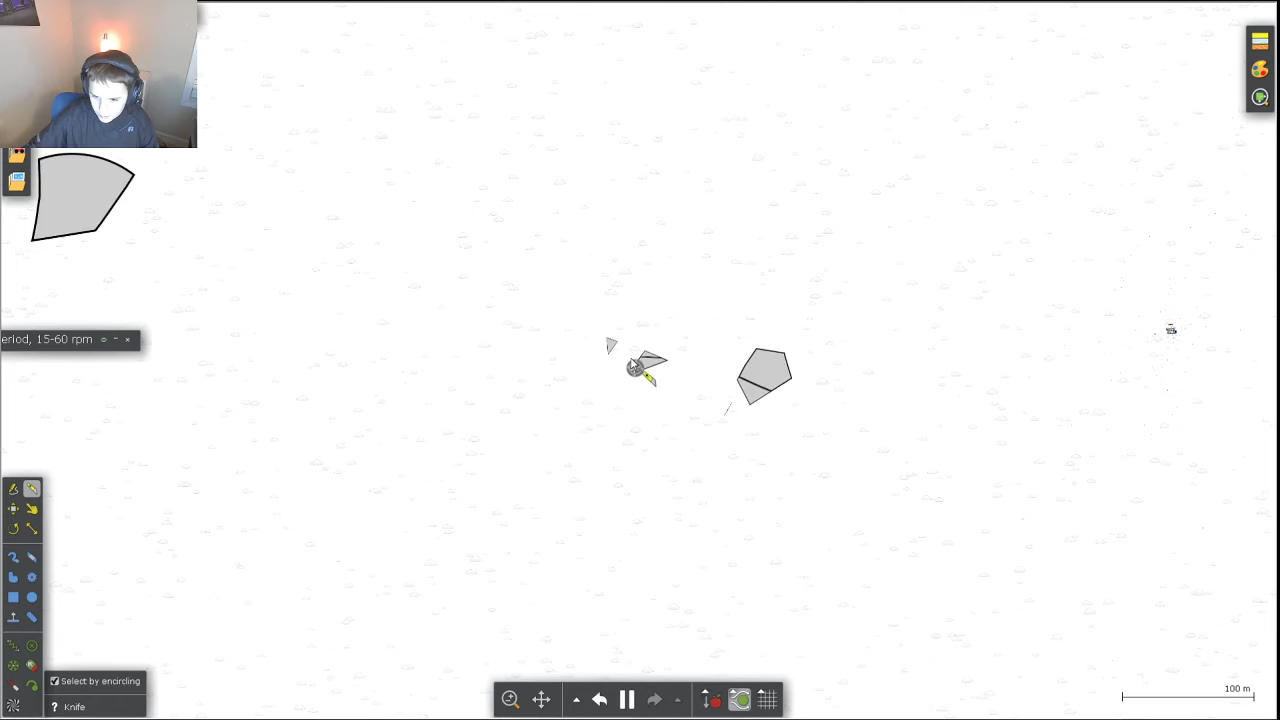 eriod, 15-60 rpm
Select by encircling
? Knife
100 m